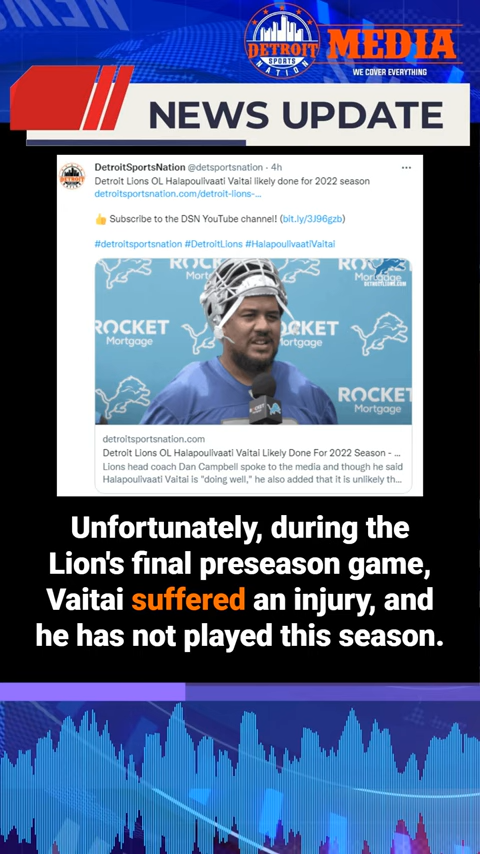 DETROIT
SPORTS
NATION
MEDIA
WE COVER EVERYTHING
NEWS UPDATE
DetroitSportsNation @detsportsnation - 4h
Detroit Lions OL Halapoulivaati Vaitai likely done for 2022 season
detroitsportsnation.com/detroit-lions-...
👍 Subscribe to the DSN YouTube channel! (bit.ly/3J96gzb)
#detroitsportsnation #DetroitLions #HalapoulivaatiVaitai
ROCKET
Mortgage
ROCKET
Mortgage
DETROITLIONS.COM
ROCKET
Mortgage
detroitsportsnation.com
Detroit Lions OL Halapoulivaati Vaitai Likely Done For 2022 Season - ...
Lions head coach Dan Campbell spoke to the media and though he said
Halapoulivaati Vaitai is "doing well," he also added that it is unlikely th...
Unfortunately, during the
Lion's final preseason game,
Vaitai suffered an injury, and
he has not played this season.